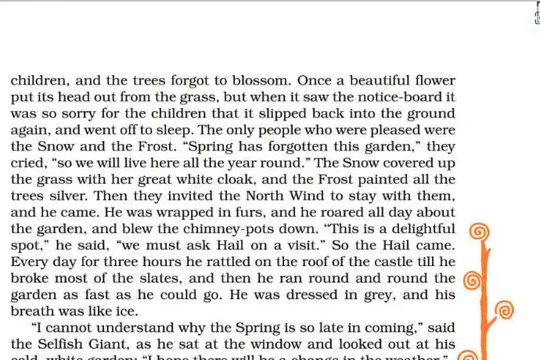 children, and the trees forgot to blossom. Once a beautiful flower
put its head out from the grass, but when it saw the notice-board it
was so sorry for the children that it slipped back into the ground
again, and went off to sleep. The only people who were pleased were
the Snow and the Frost. “Spring has forgotten this garden,” they
cried, “so we will live here all the year round.” The Snow covered up
the grass with her great white cloak, and the Frost painted all the
trees silver. Then they invited the North Wind to stay with them,
and he came. He was wrapped in furs, and he roared all day about
the garden, and blew the chimney-pots down. “This is a delightful
spot,” he said, “we must ask Hail on a visit.” So the Hail came.
Every day for three hours he rattled on the roof of the castle till he
broke most of the slates, and then he ran round and round the
garden as fast as he could go. He was dressed in grey, and his
breath was like ice.
“I cannot understand why the Spring is so late in coming,” said
the Selfish Giant, as he sat at the window and looked out at his
cold, white garden; “I hope there will be a change in the weather.”